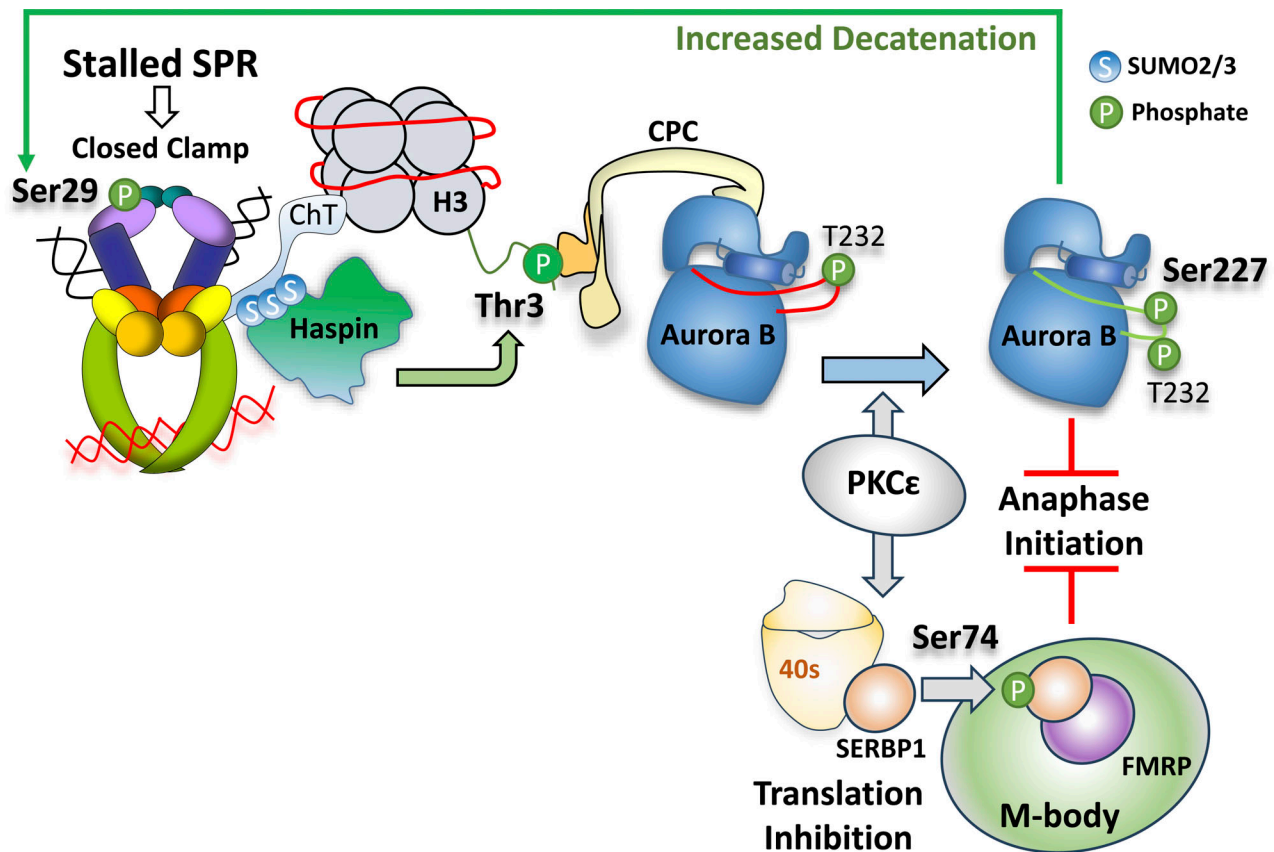 Increased Decatenation
Stalled SPR
Closed Clamp
S SUMO2/3
P Phosphate
Ser29
P
ChT
H3
CPC
S
S
S
Haspin
P
Thr3
T232
P
Aurora B
Ser227
P
P
Aurora B
T232
PKCε
Anaphase
Initiation
40s
Ser74
SERBP1
P
FMRP
M-body
Translation
Inhibition